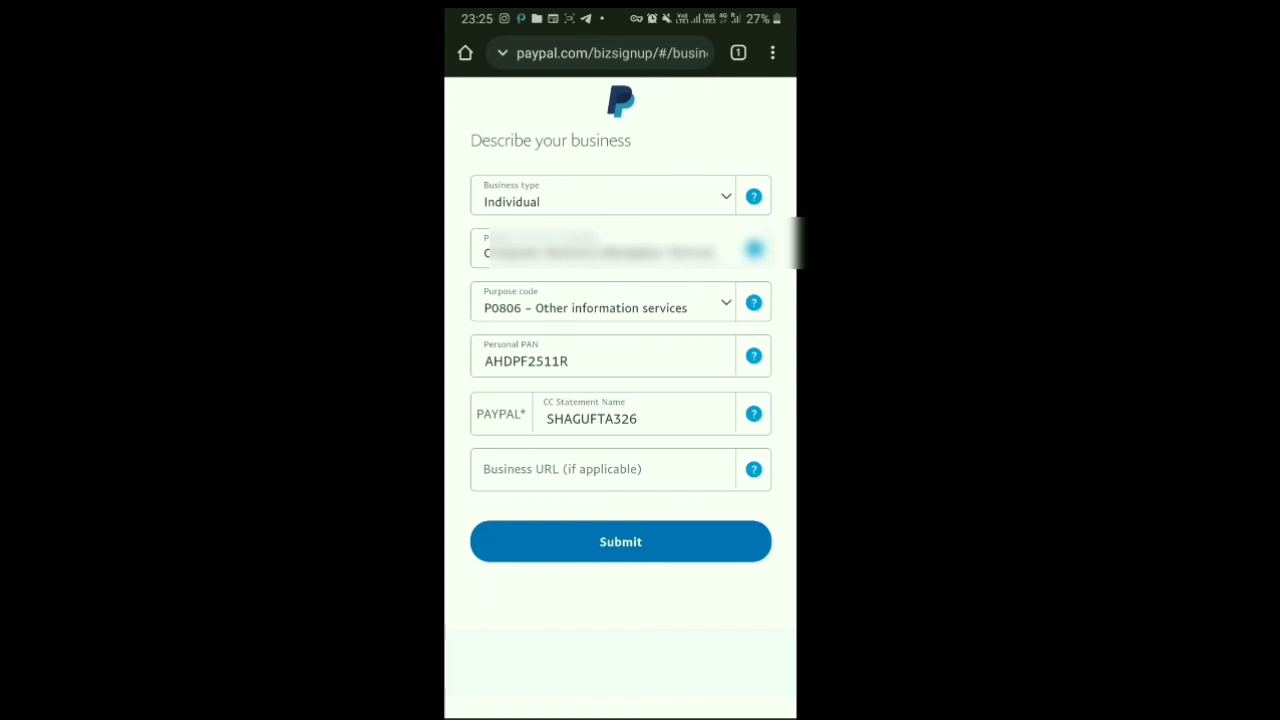 23:25
27%
paypal.com/bizsignup/#/busin
1
Describe your business
Business type
Individual
?
Purpose code
P0806 – Other information services
?
Personal PAN
AHDPF2511R
?
PAYPAL*
CC Statement Name
SHAGUFTA326
?
Business URL (if applicable)
?
Submit